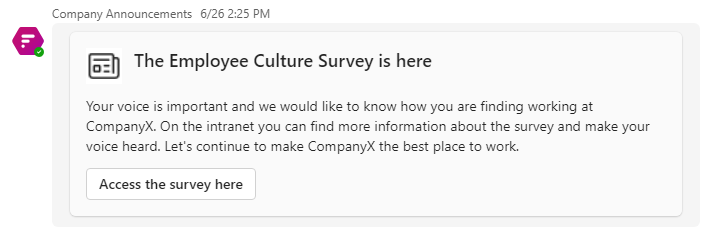 Company Announcements 6/26 2:25 PM
The Employee Culture Survey is here
Your voice is important and we would like to know how you are finding working at
CompanyX. On the intranet you can find more information about the survey and make your
voice heard. Let's continue to make CompanyX the best place to work.
Access the survey here